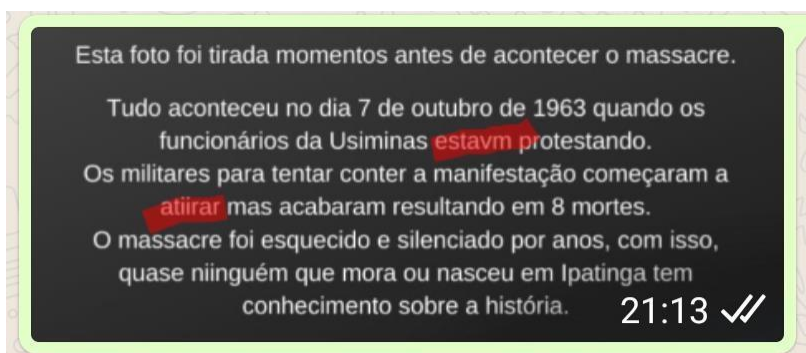 Esta foto foi tirada momentos antes de acontecer o massacre.
Tudo aconteceu no dia 7 de outubro de 1963 quando os
funcionários da Usiminas estavm protestando.
Os militares para tentar conter a manifestação começaram a
atiirar mas acabaram resultando em 8 mortes.
O massacre foi esquecido e silenciado por anos, com isso,
quase niinguém que mora ou nasceu em Ipatinga tem
conhecimento sobre a história.
21:13